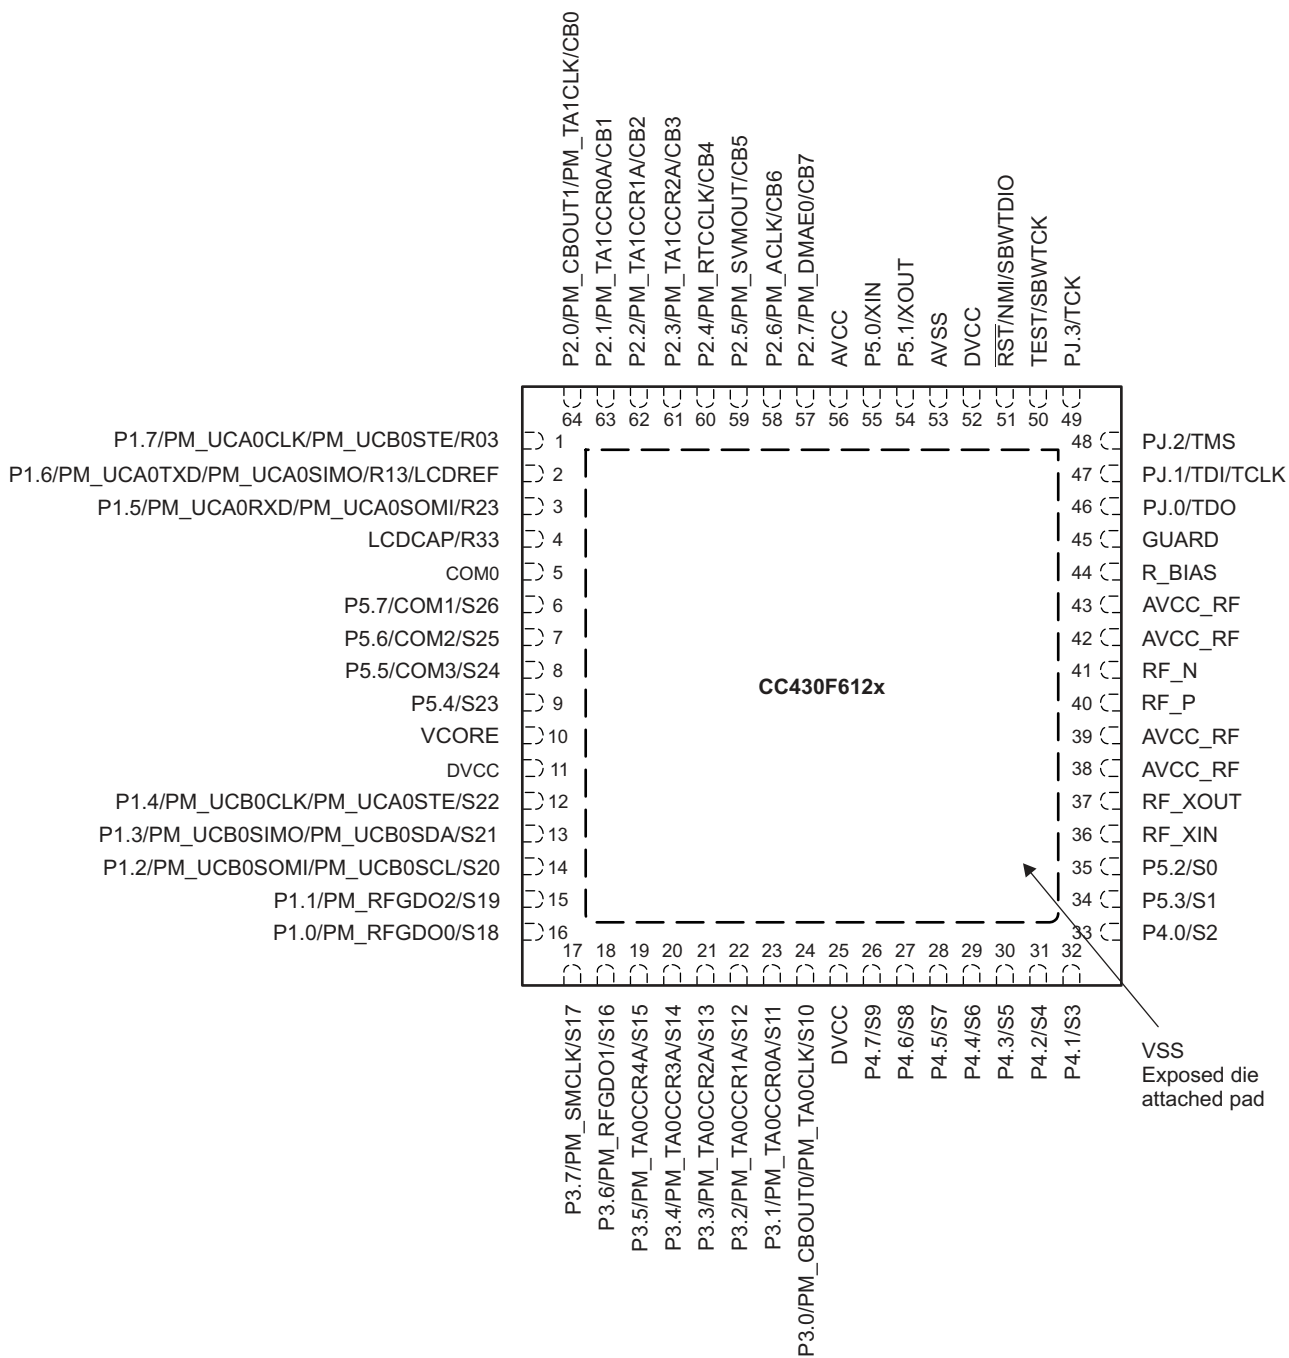 P2.0/PM_CBOUT1/PM_TA1CLK/CB0
P2.1/PM_TA1CCR0A/CB1
P2.2/PM_TA1CCR1A/CB2
P2.3/PM_TA1CCR2A/CB3
P2.4/PM_RTCCLK/CB4
P2.5/PM_SVMOUT/CB5
P2.6/PM_ACLK/CB6
P2.7/PM_DMAE0/CB7
AVCC
P5.0/XIN
P5.1/XOUT
AVSS
DVCC
RST/NMI/SBWTDIO
TEST/SBWTCK
PJ.3/TCK
64 63 62 61 60 59 58 57 56 55 54 53 52 51 50 49
P1.7/PM_UCA0CLK/PM_UCB0STE/R03 1
P1.6/PM_UCA0TXD/PM_UCA0SIMO/R13/LCDREF 2
P1.5/PM_UCA0RXD/PM_UCA0SOMI/R23 3
LCDCAP/R33 4
COM0 5
P5.7/COM1/S26 6
P5.6/COM2/S25 7
P5.5/COM3/S24 8
P5.4/S23 9
VCORE 10
DVCC 11
P1.4/PM_UCB0CLK/PM_UCA0STE/S22 12
P1.3/PM_UCB0SIMO/PM_UCB0SDA/S21 13
P1.2/PM_UCB0SOMI/PM_UCB0SCL/S20 14
P1.1/PM_RFGDO2/S19 15
P1.0/PM_RFGDO0/S18 16
CC430F612x
48 PJ.2/TMS
47 PJ.1/TDI/TCLK
46 PJ.0/TDO
45 GUARD
44 R_BIAS
43 AVCC_RF
42 AVCC_RF
41 RF_N
40 RF_P
39 AVCC_RF
38 AVCC_RF
37 RF_XOUT
36 RF_XIN
35 P5.2/S0
34 P5.3/S1
33 P4.0/S2
17 18 19 20 21 22 23 24 25 26 27 28 29 30 31 32
P3.7/PM_SMCLK/S17
P3.6/PM_RFGDO1/S16
P3.5/PM_TA0CCR4A/S15
P3.4/PM_TA0CCR3A/S14
P3.3/PM_TA0CCR2A/S13
P3.2/PM_TA0CCR1A/S12
P3.1/PM_TA0CCR0A/S11
P3.0/PM_CBOUT0/PM_TA0CLK/S10
DVCC
P4.7/S9
P4.6/S8
P4.5/S7
P4.4/S6
P4.3/S5
P4.2/S4
P4.1/S3
VSS
Exposed die
attached pad